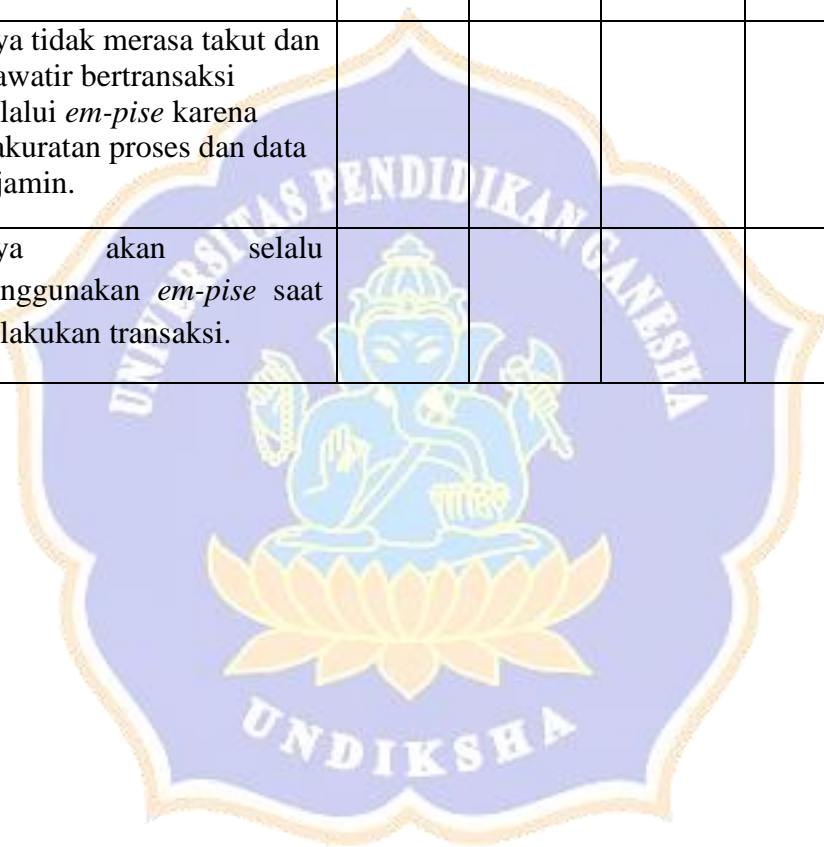 ya tidak merasa takut dan
awatir bertransaksi
lalui em-pise karena
akuratan proses dan data
jamin.
ya akan selalu
nggunakan em-pise saat
lakukan transaksi.
UNIVERSITAS PENDIDIKAN GANESHA
UNDIKSHA